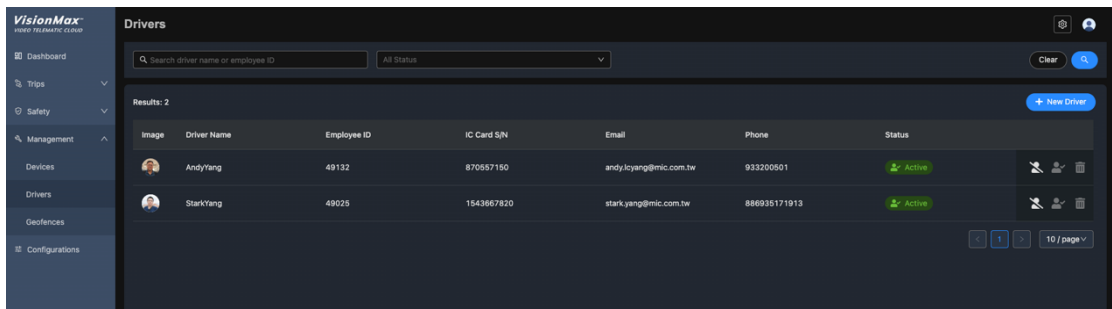 VisionMax
VIDEO TELEMATIC CLOUD
Dashboard
Trips
Safety
Management
Devices
Drivers
Geofences
Configurations
Drivers
Search driver name or employee ID
All Status
Clear
Results: 2
+ New Driver
Image Driver Name Employee ID IC Card S/N Email Phone Status
AndyYang 49132 870557150 andy.lcyang@mic.com.tw 933200501 Active
StarkYang 49025 1543667820 stark.yang@mic.com.tw 886935171913 Active
< 1 > 10 / page